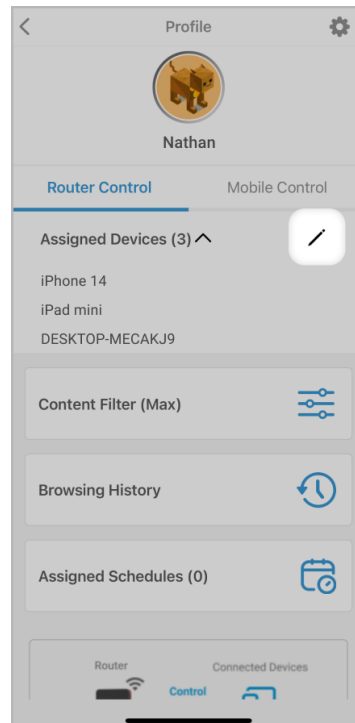 Profile
Nathan
Router Control Mobile Control
Assigned Devices (3)
iPhone 14
iPad mini
DESKTOP-MECAKJ9
Content Filter (Max)
Browsing History
Assigned Schedules (0)
Router Connected Devices
Control